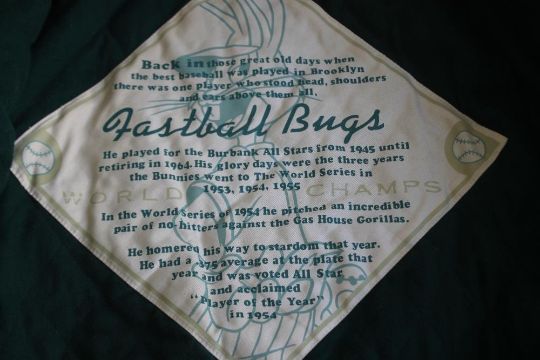 Back in those great old days when
the best baseball was played in Brooklyn
there was one player who stood head, shoulders
and ears above them all,
Fastball Bugs
He played for the Burbank All Stars from 1945 until
retiring in 1964. His glory days were the three years
the Bunnies went to The World Series in
1953, 1954, 1955
WORLD CHAMPS
In the World Series of 1954 he pitched an incredible
pair of no-hitters against the Gas House Gorillas.
He homered his way to stardom that year.
He had a .375 average at the plate that
year and was voted All Star
and acclaimed
"Player of the Year"
in 1954